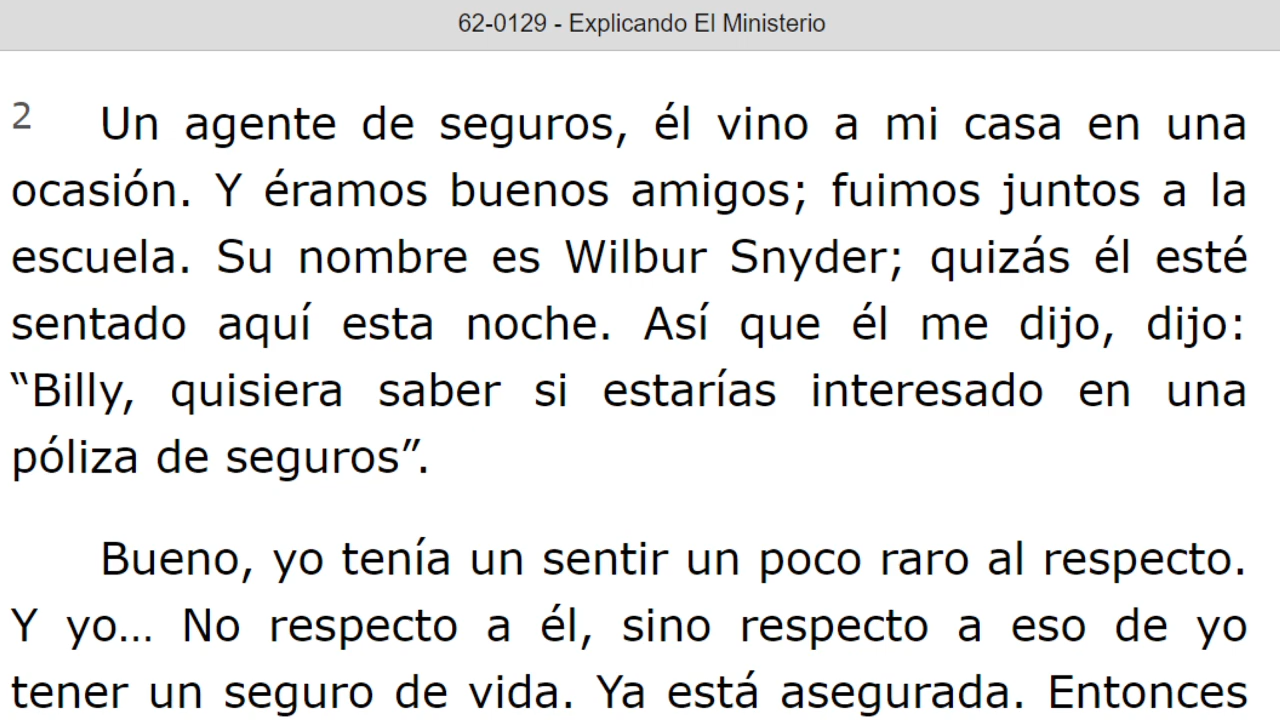 62-0129 - Explicando El Ministerio
2 Un agente de seguros, él vino a mi casa en una
ocasión. Y éramos buenos amigos; fuimos juntos a la
escuela. Su nombre es Wilbur Snyder; quizás él esté
sentado aquí esta noche. Así que él me dijo, dijo:
“Billy, quisiera saber si estarías interesado en una
póliza de seguros”.
Bueno, yo tenía un sentir un poco raro al respecto.
Y yo… No respecto a él, sino respecto a eso de yo
tener un seguro de vida. Ya está asegurada. Entonces